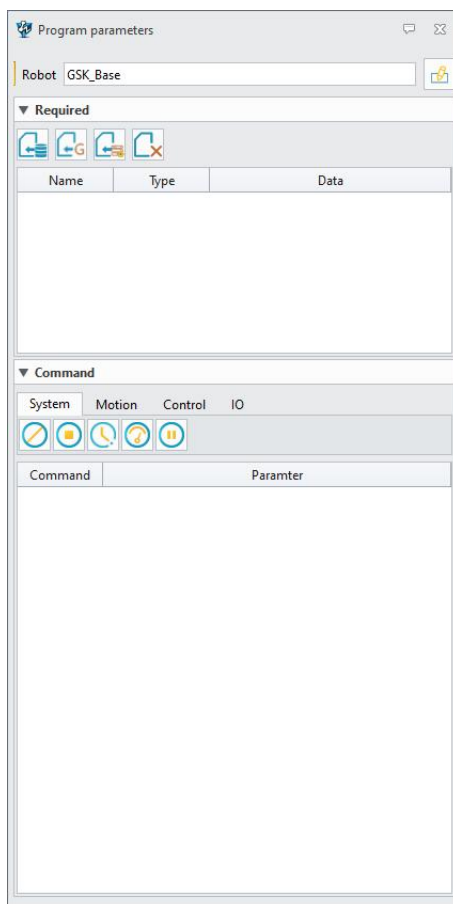 Program parameters
Robot GSK_Base
Required
G
Name Type Data
Command
System Motion Control IO
Command Paramter